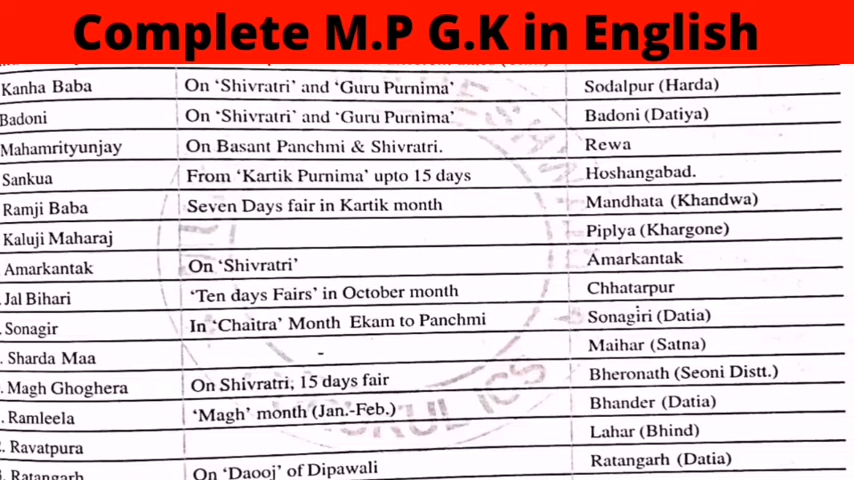 Complete M.P G.K in English
Kanha Baba On ‘Shivratri’ and ‘Guru Purnima’ Sodalpur (Harda)
Badoni On ‘Shivratri’ and ‘Guru Purnima’ Badoni (Datiya)
Mahamrityunjay On Basant Panchmi & Shivratri. Rewa
Sankua From ‘Kartik Purnima’ upto 15 days Hoshangabad.
Ramji Baba Seven Days fair in Kartik month Mandhata (Khandwa)
Kaluji Maharaj Piplya (Khargone)
Amarkantak On ‘Shivratri’ Amarkantak
Jal Bihari ‘Ten days Fairs’ in October month Chhatarpur
. Sonagir In ‘Chaitra’ Month Ekam to Panchmi Sonagiri (Datia)
. Sharda Maa - Maihar (Satna)
. Magh Ghoghera On Shivratri, 15 days fair Bheronath (Seoni Distt.)
. Ramleela ‘Magh’ month (Jan.-Feb.) Bhander (Datia)
. Ravatpura Lahar (Bhind)
. Ratangarh On ‘Daooj’ of Dipawali Ratangarh (Datia)